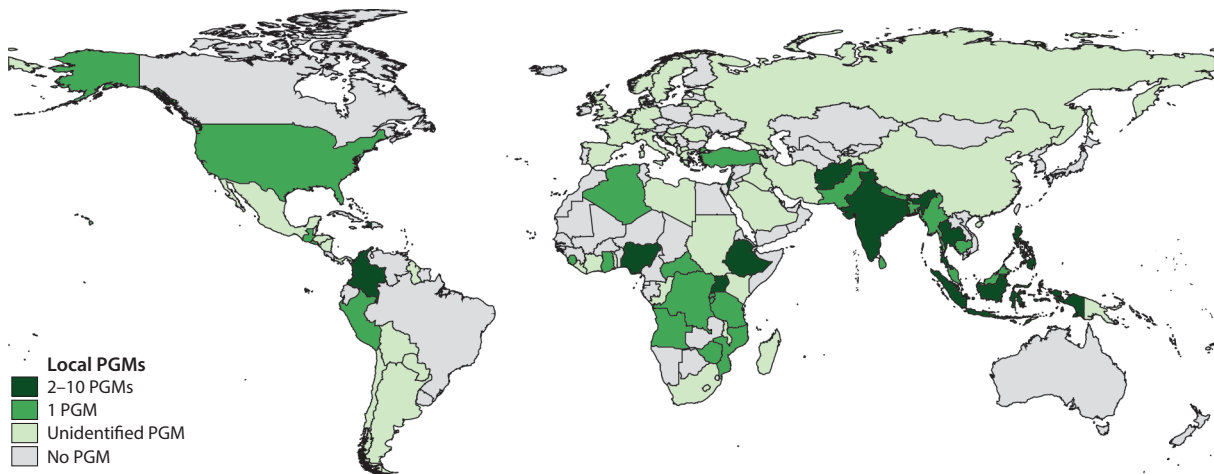 Local PGMs
2–10 PGMs
1 PGM
Unidentified PGM
No PGM